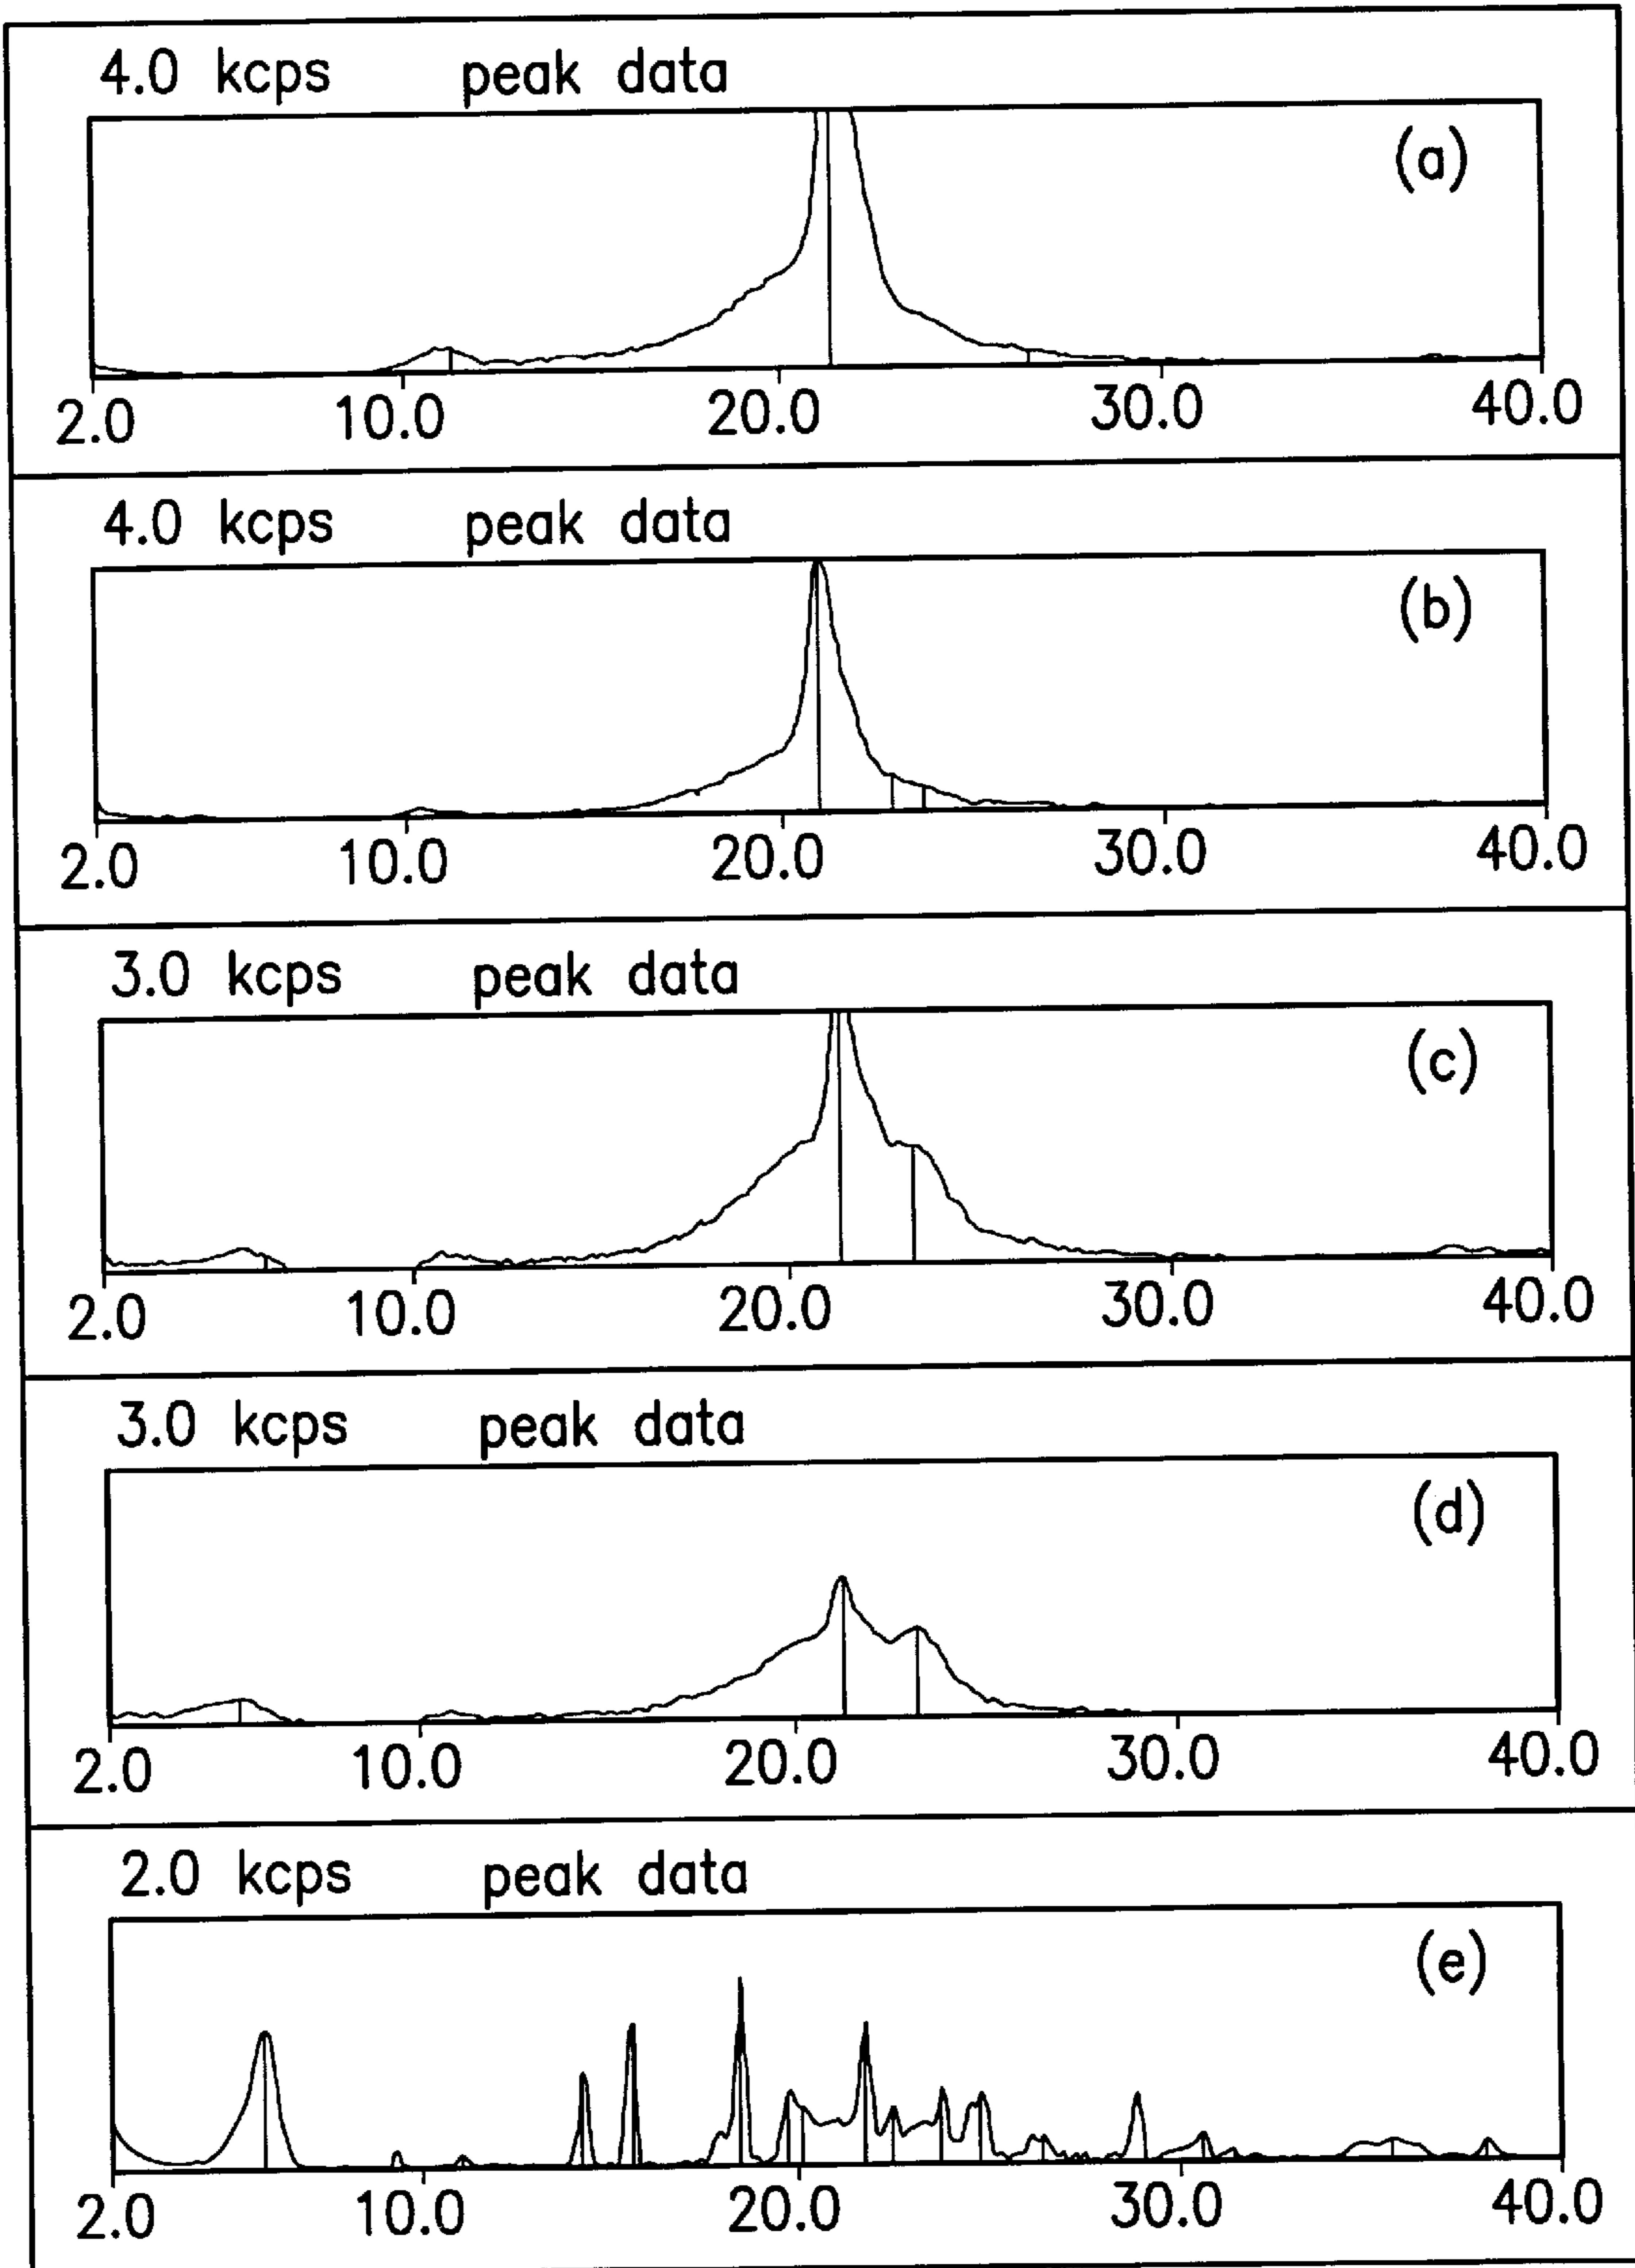 4.0 kcps peak data
(a)
2.0 10.0 20.0 30.0 40.0
4.0 kcps peak data
(b)
2.0 10.0 20.0 30.0 40.0
3.0 kcps peak data
(c)
2.0 10.0 20.0 30.0 40.0
3.0 kcps peak data
(d)
2.0 10.0 20.0 30.0 40.0
2.0 kcps peak data
(e)
2.0 10.0 20.0 30.0 40.0